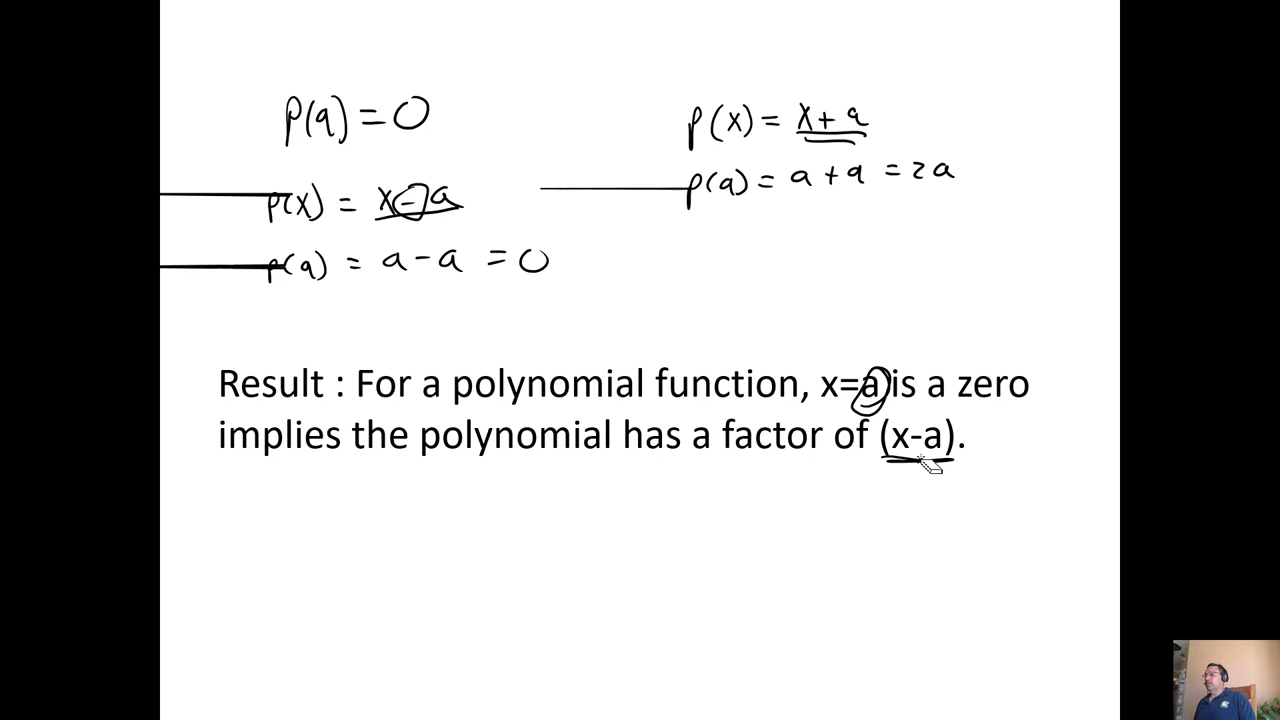 p(a) = 0
p(x) = x - a
p(a) = a - a = 0
p(x) = x + a
p(a) = a + a = 2a
Result : For a polynomial function, x=a is a zero
implies the polynomial has a factor of (x-a).